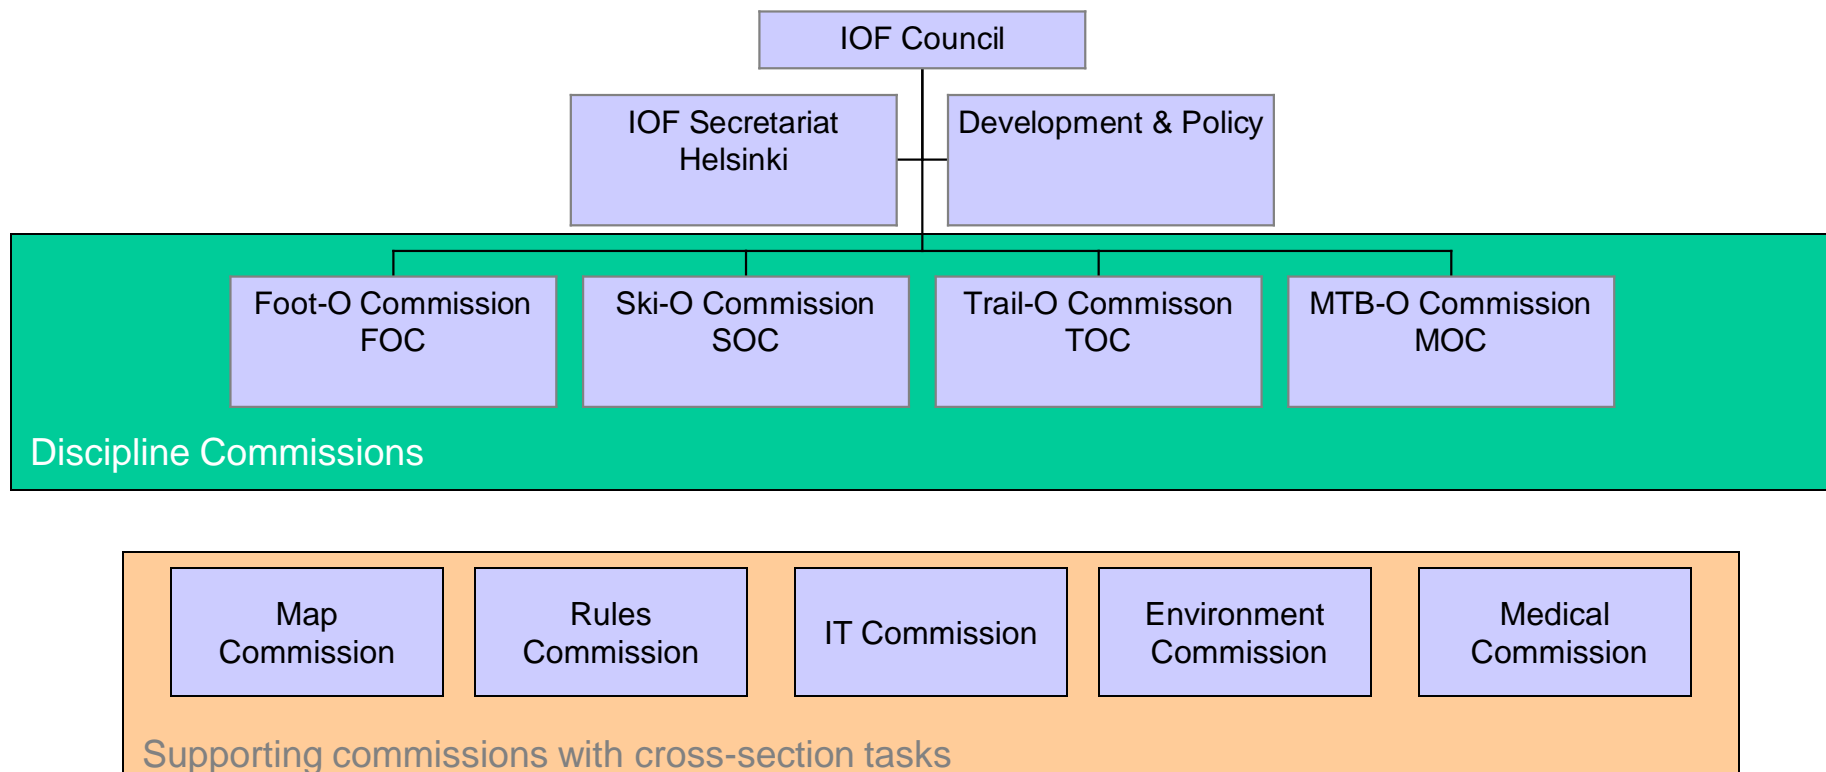 IOF Council
IOF Secretariat
Helsinki
Development & Policy
Foot-O Commission
FOC
Ski-O Commission
SOC
Trail-O Commisson
TOC
MTB-O Commission
MOC
Discipline Commissions
Map
Commission
Rules
Commission
IT Commission
Environment
Commission
Medical
Commission
Supporting commissions with cross-section tasks